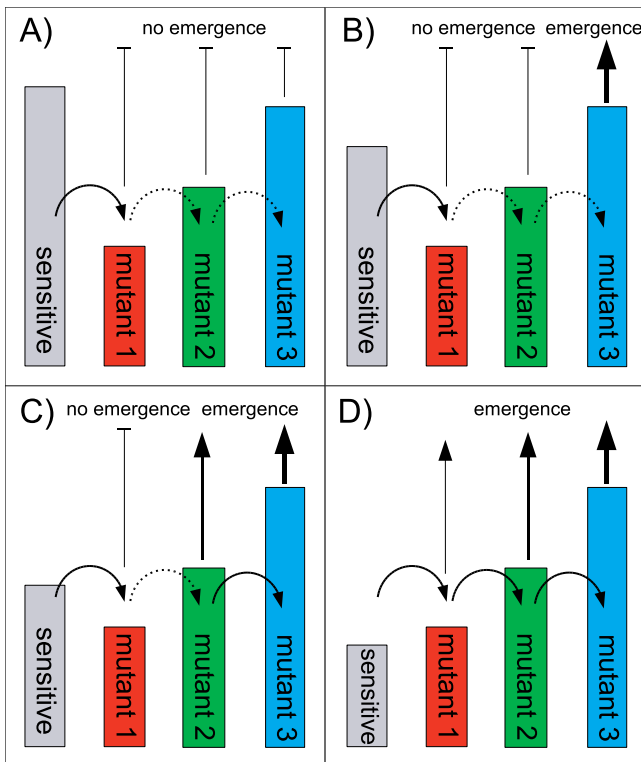 A)
no emergence
sensitive
mutant 1
mutant 2
mutant 3
B)
no emergence emergence
sensitive
mutant 1
mutant 2
mutant 3
C)
no emergence emergence
sensitive
mutant 1
mutant 2
mutant 3
D)
emergence
sensitive
mutant 1
mutant 2
mutant 3